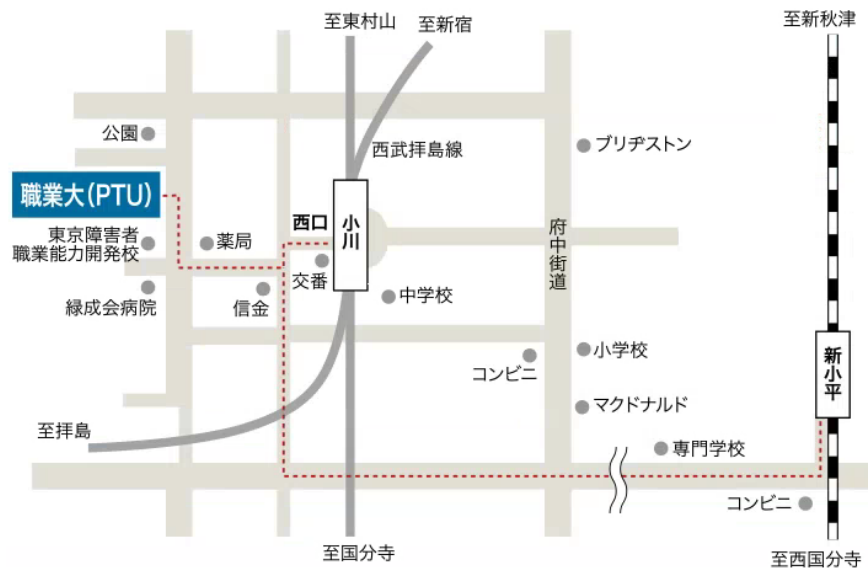 至東村山
至新宿
至新秋津
公園
西武拝島線
ブリヂストン
職業大(PTU)
西口
小川
府中街道
東京障害者
職業能力開発校
薬局
交番
中学校
緑成会病院
信金
コンビニ
小学校
新小平
マクドナルド
至拝島
専門学校
コンビニ
至国分寺
至西国分寺